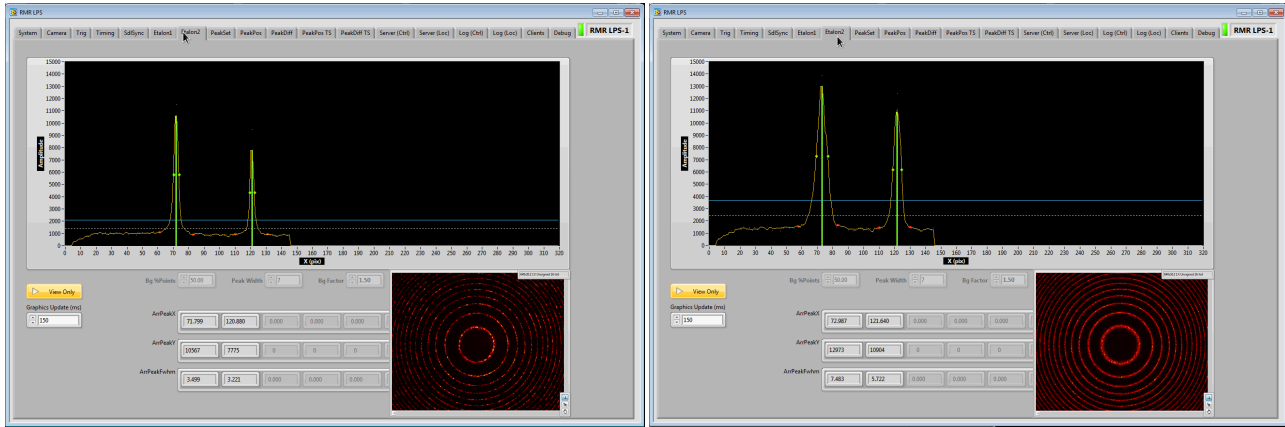 RMR LPS
System Camera Trig Timing SdlSync Etalon1 Etalon2 PeakSet PeakPos PeakDiff PeakPos TS PeakDiff TS Server (Ctrl) Server (Loc) Log (Ctrl) Log (Loc) Clients Debug RMR LPS-1
15000
14000
13000
12000
11000
10000
9000
8000
7000
6000
5000
4000
3000
2000
1000
0
Amplitude
0 10 20 30 40 50 60 70 80 90 100 110 120 130 140 150 160 170 180 190 200 210 220 230 240 250 260 270 280 290 300 310 320
X (pix)
Bg %Points 50.00 Peak Width 7 Bg Factor 1.50
View Only
Graphics Update (ms)
150
ArrPeakX 71.799 120.880 0.000 0.000 0.000
ArrPeakY 10567 7775 0 0 0
ArrPeakFwhm 3.499 3.221 0.000 0.000 0.000
RMR LPS
System Camera Trig Timing SdlSync Etalon1 Etalon2 PeakSet PeakPos PeakDiff PeakPos TS PeakDiff TS Server (Ctrl) Server (Loc) Log (Ctrl) Log (Loc) Clients Debug RMR LPS-1
15000
14000
13000
12000
11000
10000
9000
8000
7000
6000
5000
4000
3000
2000
1000
0
Amplitude
0 10 20 30 40 50 60 70 80 90 100 110 120 130 140 150 160 170 180 190 200 210 220 230 240 250 260 270 280 290 300 310 320
X (pix)
Bg %Points 50.00 Peak Width 7 Bg Factor 1.50
View Only
Graphics Update (ms)
150
ArrPeakX 72.987 121.640 0.000 0.000 0.000
ArrPeakY 12973 10904 0 0 0
ArrPeakFwhm 7.483 5.722 0.000 0.000 0.000